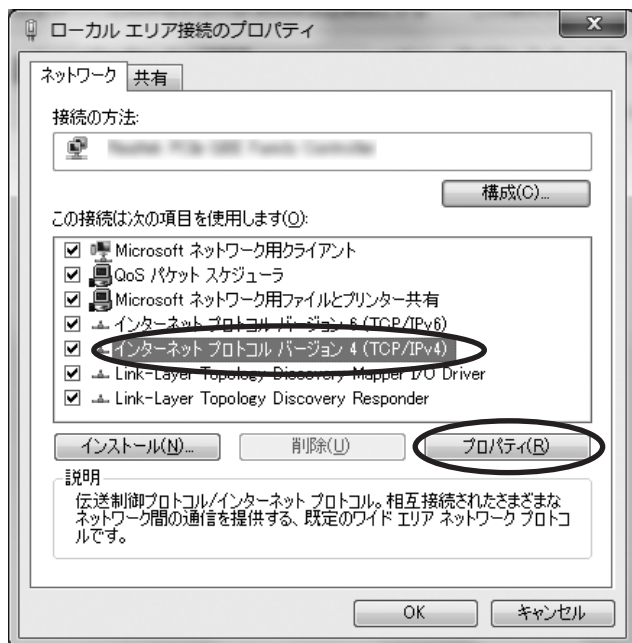 ローカル エリア接続のプロパティ
ネットワーク 共有
接続の方法:
構成(C)...
この接続は次の項目を使用します(O):
Microsoft ネットワーク用クライアント
QoS パケット スケジューラ
Microsoft ネットワーク用ファイルとプリンター共有
インターネット プロトコル バージョン 6 (TCP/IPv6)
インターネット プロトコル バージョン 4 (TCP/IPv4)
Link-Layer Topology Discovery Mapper I/O Driver
Link-Layer Topology Discovery Responder
インストール(N)... 削除(U) プロパティ(R)
説明
伝送制御プロトコル/インターネット プロトコル。相互接続されたさまざまな
ネットワーク間の通信を提供する、既定のワイド エリア ネットワーク プロトコ
ルです。
OK キャンセル